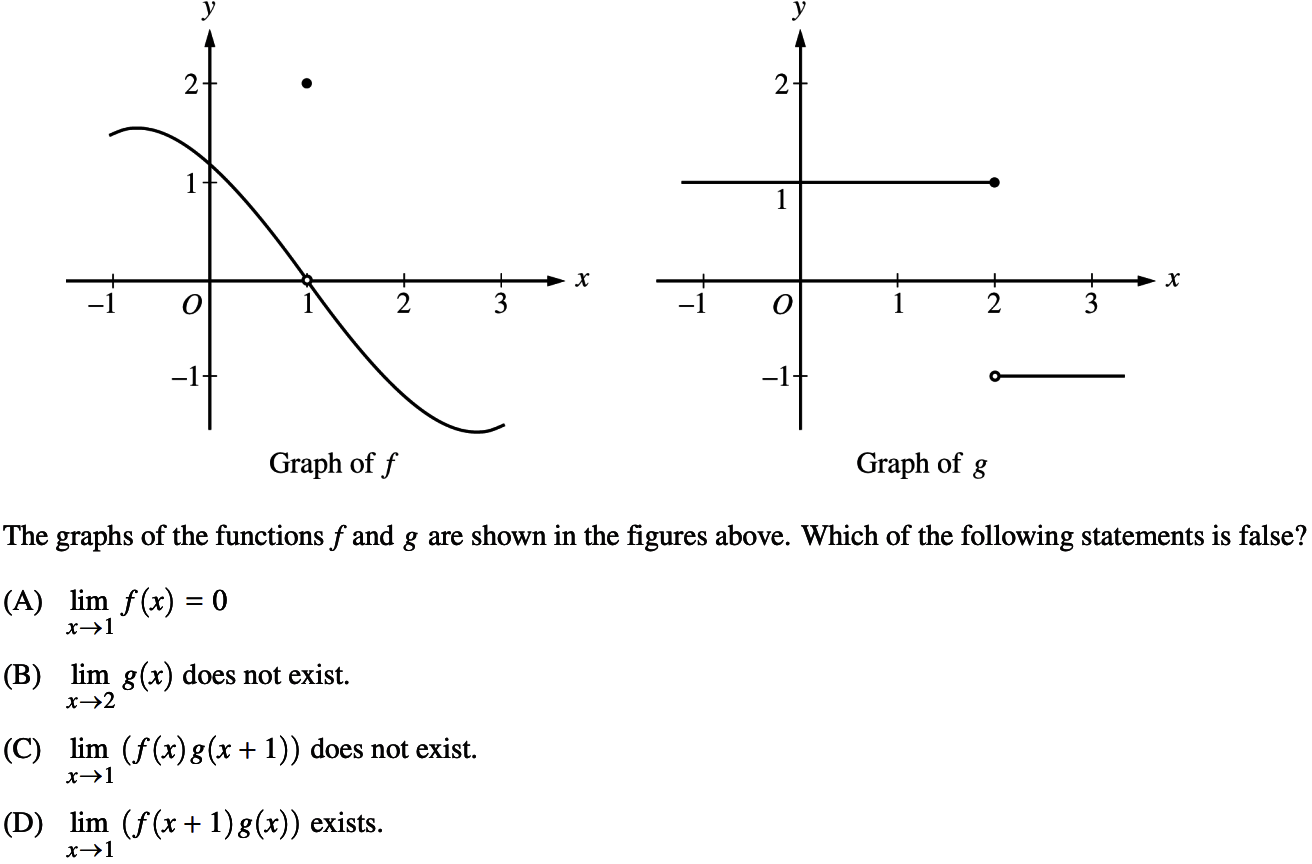 y
2
1
–1 O 1 2 3 x
–1
Graph of f
y
2
1
–1 O 1 2 3 x
–1
Graph of g
The graphs of the functions f and g are shown in the figures above. Which of the following statements is false?
(A) lim f(x) = 0
x→1
(B) lim g(x) does not exist.
x→2
(C) lim (f(x)g(x + 1)) does not exist.
x→1
(D) lim (f(x + 1)g(x)) exists.
x→1